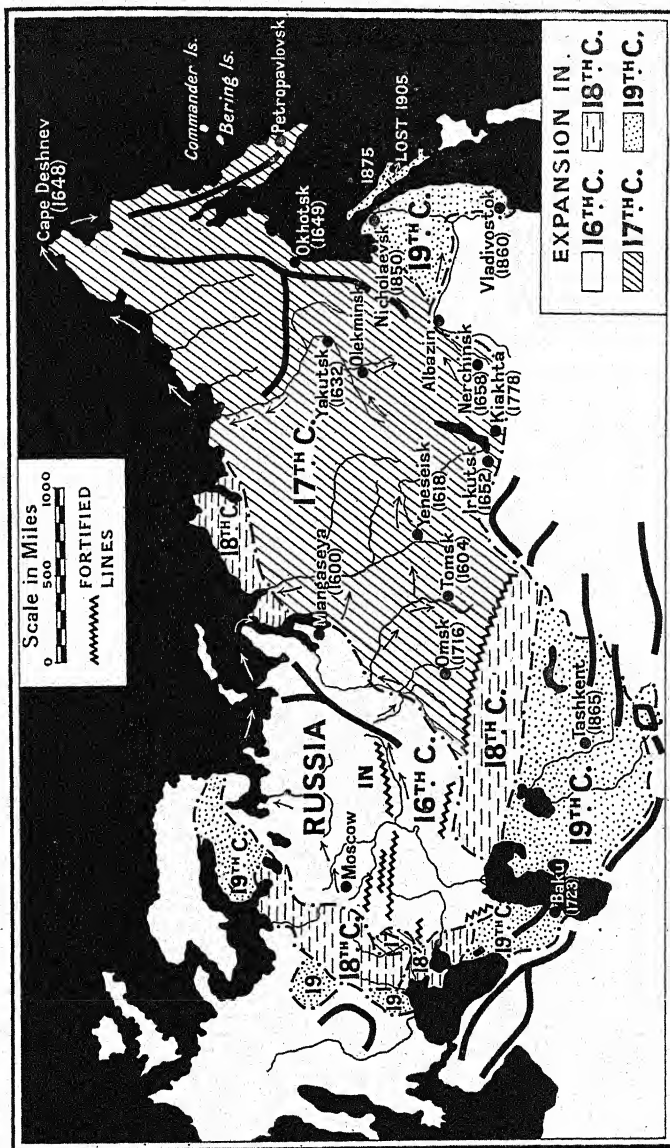 Scale in Miles
0 500 1000
FORTIFIED
LINES
Cape Deshnev
(1648)
Commander Is.
Bering Is.
Petropavlovsk
Okhotsk
(1649)
1875
LOST 1905
Nicholaevsk
(1850)
19TH C.
Vladivostok
(1860)
Yakutsk
(1632)
Olekminsk
Albazin
Nerchinsk
(1658)
Kiakhta
(1778)
Irkutsk
(1652)
17TH C.
18TH C.
Yeneseisk
(1618)
Mangaseya
(1600)
Tomsk
(1604)
Omsk
(1716)
18TH C.
Tashkent
(1865)
19TH C.
RUSSIA
IN
16TH C.
Moscow
19TH C.
18TH C.
19
17
18
19
19TH C.
Baku
(1723)
EXPANSION IN.
16TH C.
18TH C.
17TH C.
19TH C.